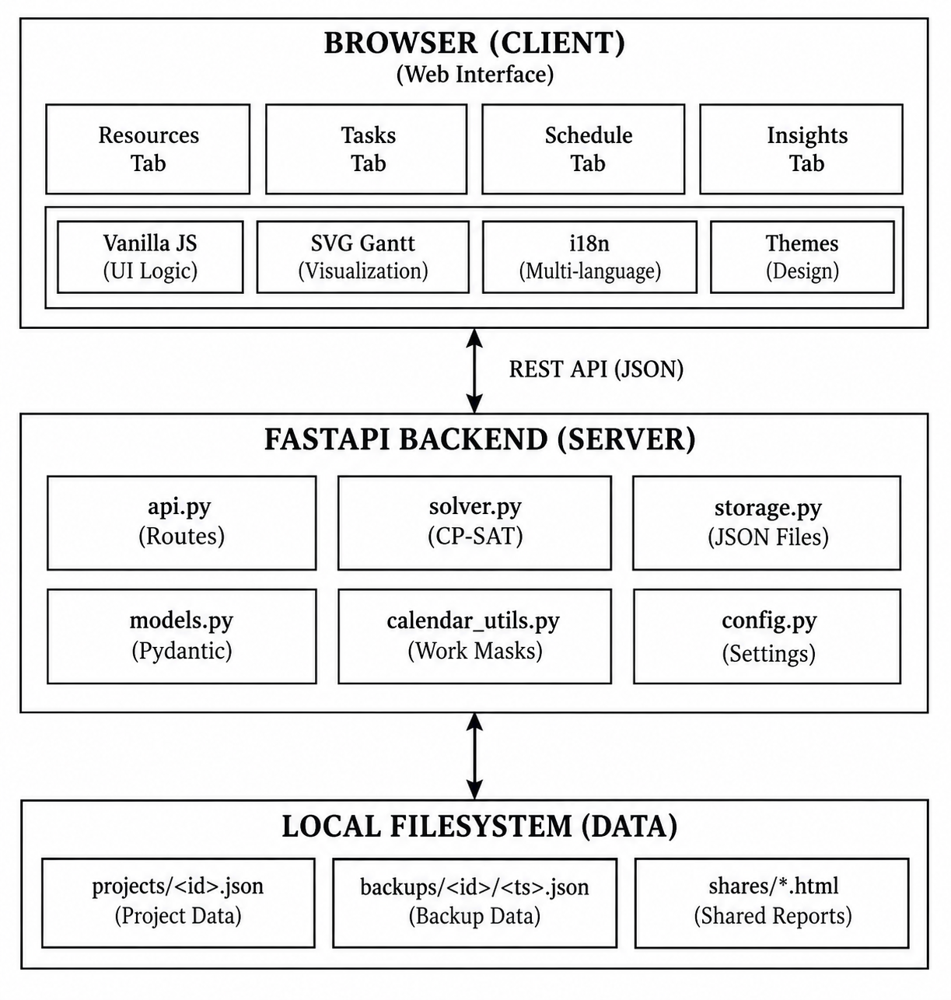 BROWSER (CLIENT)
(Web Interface)
Resources
Tab
Tasks
Tab
Schedule
Tab
Insights
Tab
Vanilla JS
(UI Logic)
SVG Gantt
(Visualization)
i18n
(Multi-language)
Themes
(Design)
REST API (JSON)
FASTAPI BACKEND (SERVER)
api.py
(Routes)
solver.py
(CP-SAT)
storage.py
(JSON Files)
models.py
(Pydantic)
calendar_utils.py
(Work Masks)
config.py
(Settings)
LOCAL FILESYSTEM (DATA)
projects/<id>.json
(Project Data)
backups/<id>/<ts>.json
(Backup Data)
shares/*.html
(Shared Reports)